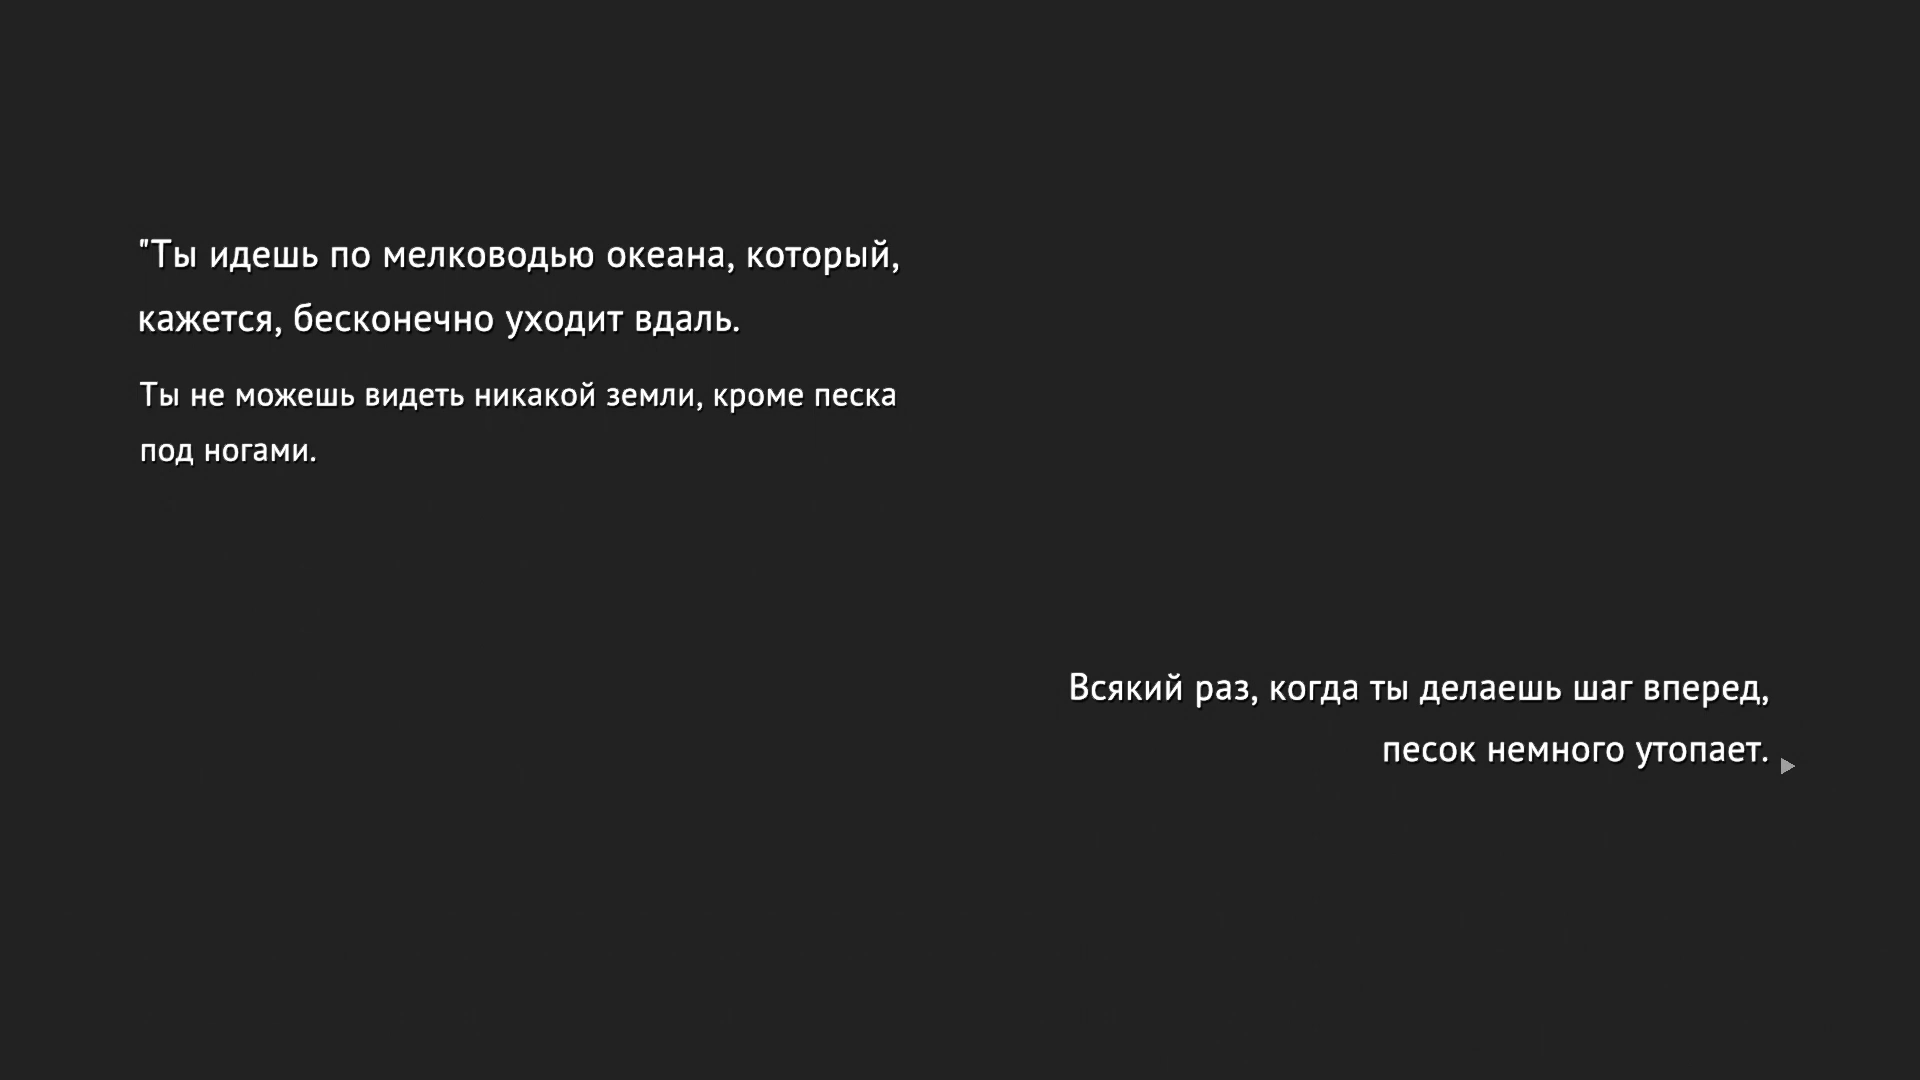 "Ты идешь по мелководью океана, который,
кажется, бесконечно уходит вдаль.
Ты не можешь видеть никакой земли, кроме песка
под ногами.
Всякий раз, когда ты делаешь шаг вперед,
песок немного утопает.